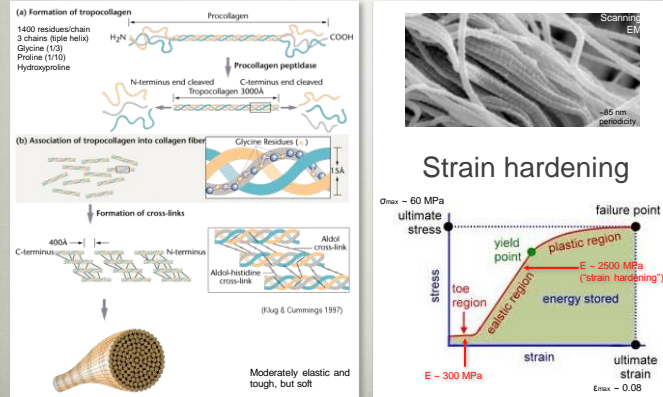 (a) Formation of tropocollagen
Procollagen
1400 residues/chain
3 chains (tiple helix)
Glycine (1/3)
Proline (1/10)
Hydroxyproline
H₂N
COOH
Procollagen peptidase
N-terminus end cleaved
C-terminus end cleaved
Tropocollagen 3000Å
(b) Association of tropocollagen into collagen fiber
Glycine Residues ( )
15Å
Formation of cross-links
400Å
C-terminus
N-terminus
Aldol
cross-link
Aldol-histidine
cross-link
(Klug & Cummings 1997)
Moderately elastic and
tough, but soft
Scanning
EM
~85 nm
periodicity
Strain hardening
σmax ~ 60 MPa
ultimate
stress
failure point
yield
point
plastic region
E ~ 2500 MPa
("strain hardening")
toe
region
ealstic region
energy stored
stress
strain
E ~ 300 MPa
ultimate
strain
εmax ~ 0.08